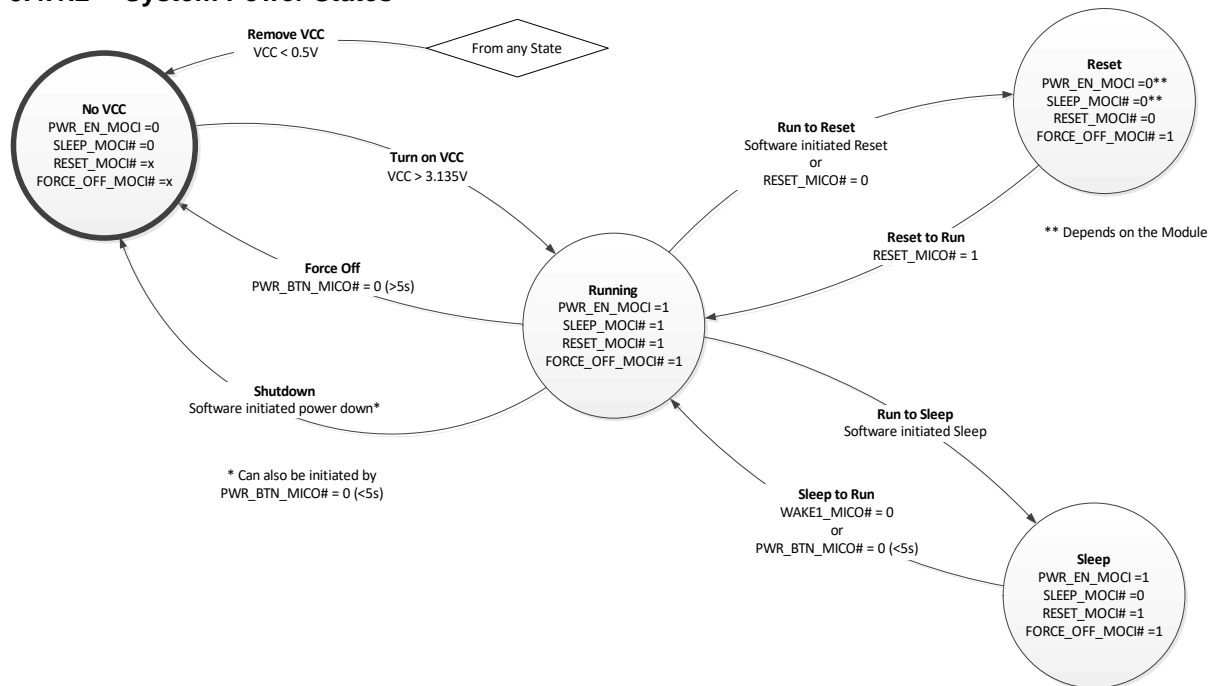 System Power States
Remove VCC
VCC < 0.5V
From any State
No VCC
PWR_EN_MOCI =0
SLEEP_MOCI# =0
RESET_MOCI# =x
FORCE_OFF_MOCI# =x
Turn on VCC
VCC > 3.135V
Run to Reset
Software initiated Reset
or
RESET_MICO# = 0
Reset
PWR_EN_MOCI =0**
SLEEP_MOCI# =0**
RESET_MOCI# =0
FORCE_OFF_MOCI# =1
** Depends on the Module
Reset to Run
RESET_MICO# = 1
Force Off
PWR_BTN_MICO# = 0 (>5s)
Running
PWR_EN_MOCI =1
SLEEP_MOCI# =1
RESET_MOCI# =1
FORCE_OFF_MOCI# =1
Shutdown
Software initiated power down*
* Can also be initiated by
PWR_BTN_MICO# = 0 (<5s)
Run to Sleep
Software initiated Sleep
Sleep to Run
WAKE1_MICO# = 0
or
PWR_BTN_MICO# = 0 (<5s)
Sleep
PWR_EN_MOCI =1
SLEEP_MOCI# =0
RESET_MOCI# =1
FORCE_OFF_MOCI# =1